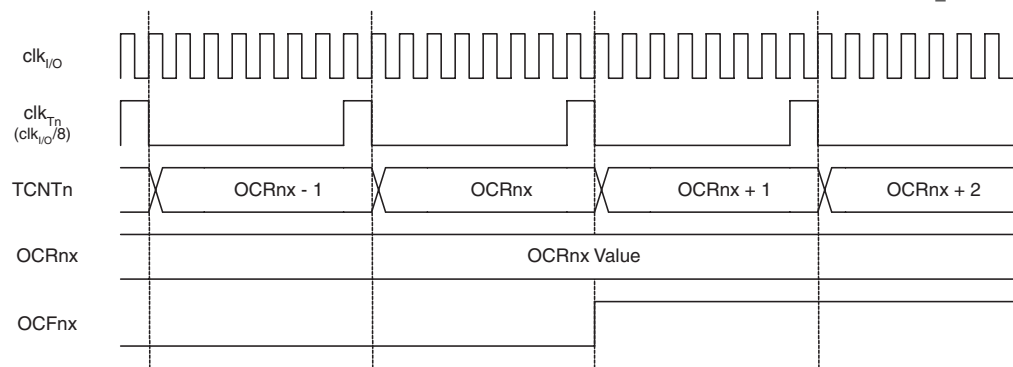 clkI/O
clkTn
(clkI/O/8)
TCNTn OCRnx - 1 OCRnx OCRnx + 1 OCRnx + 2
OCRnx OCRnx Value
OCFnx